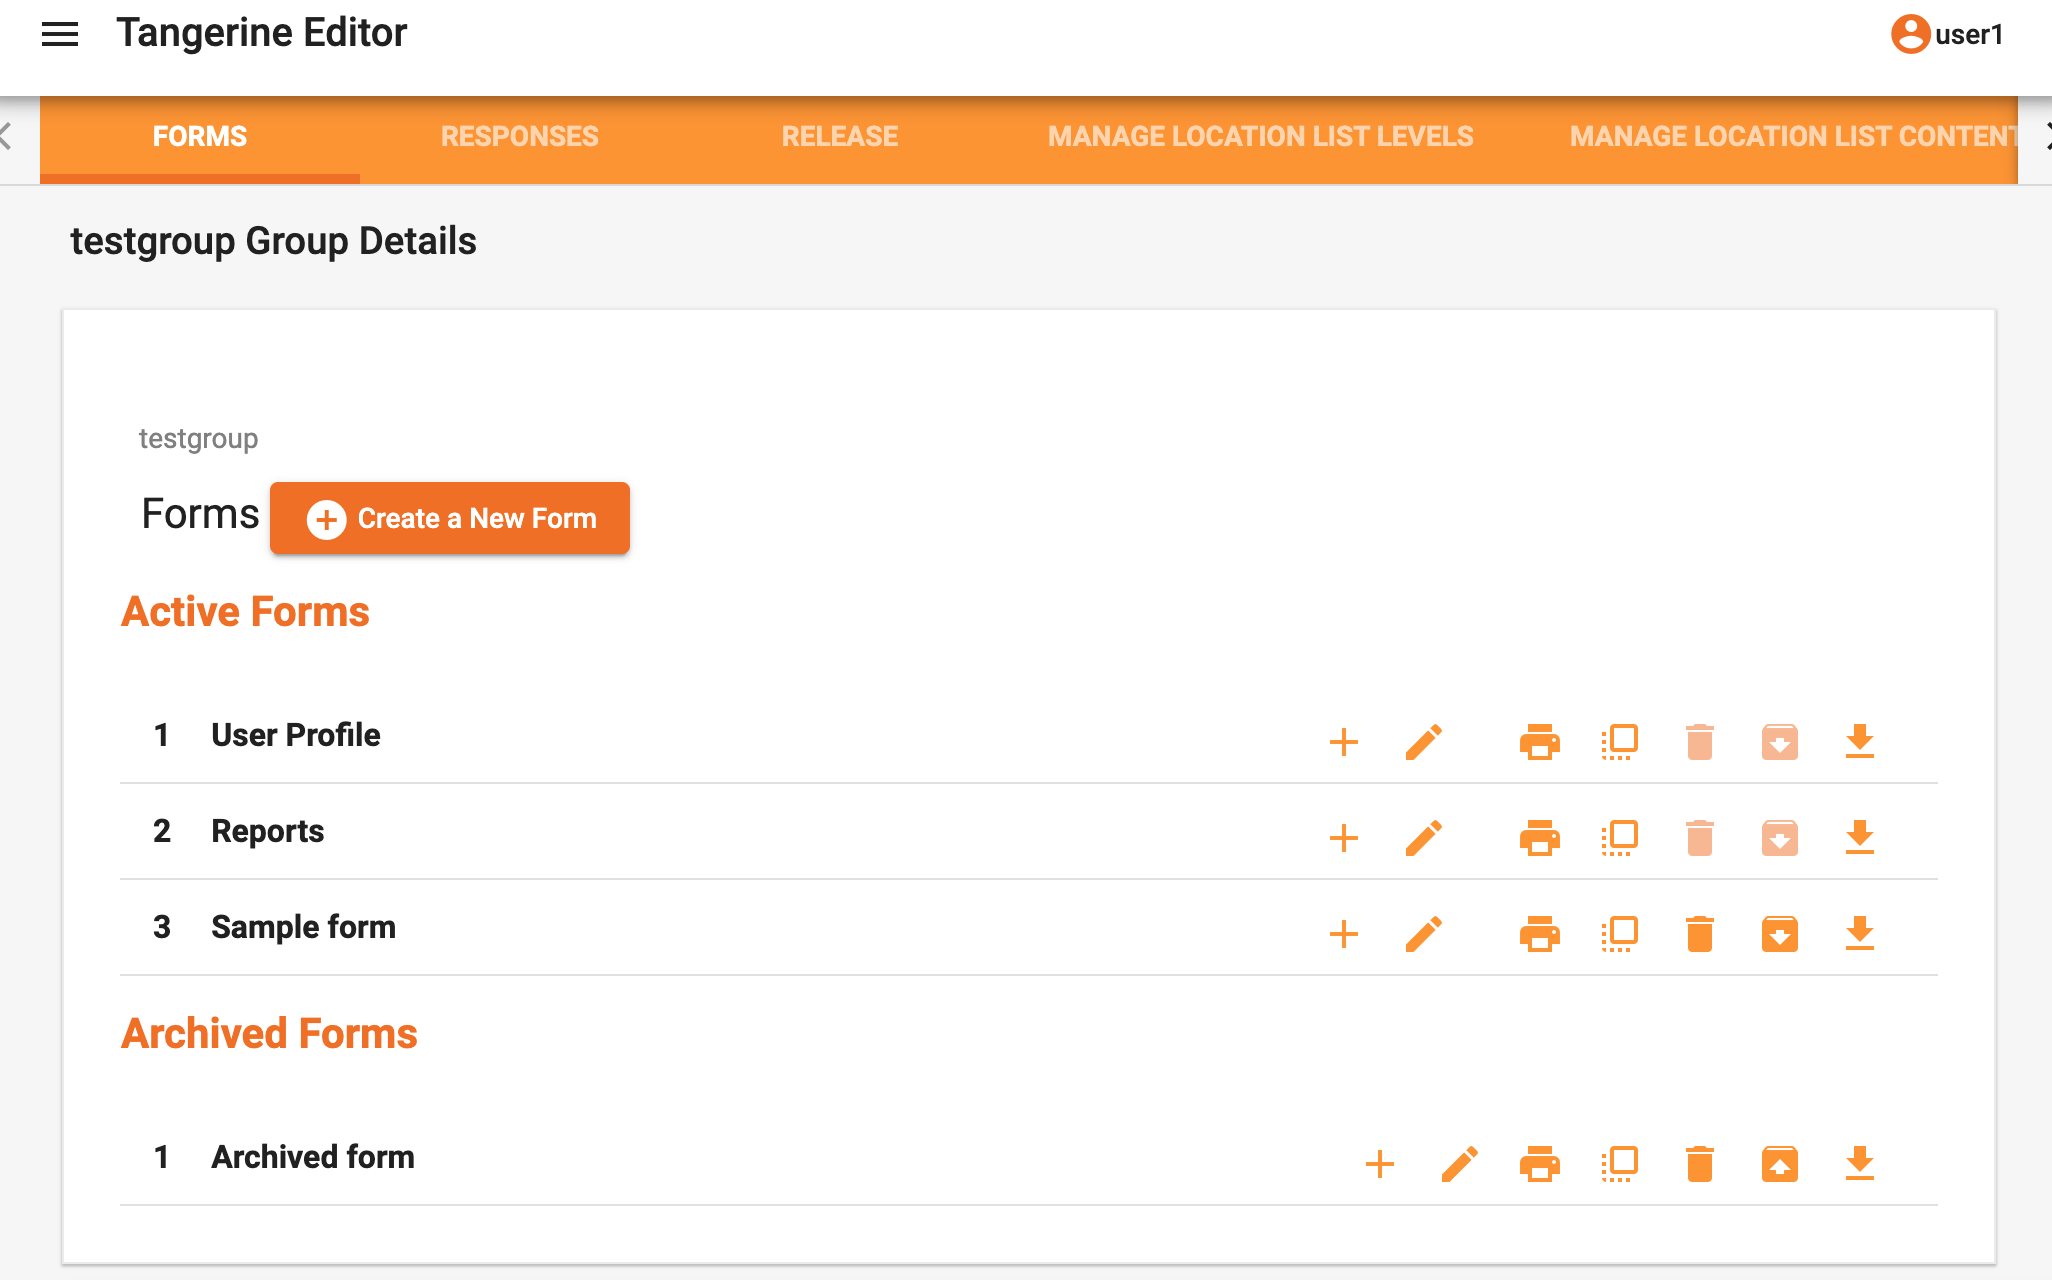 Tangerine Editor
user1
FORMS
RESPONSES
RELEASE
MANAGE LOCATION LIST LEVELS
MANAGE LOCATION LIST CONTENT
testgroup Group Details
testgroup
Forms
Create a New Form
Active Forms
1 User Profile
2 Reports
3 Sample form
Archived Forms
1 Archived form